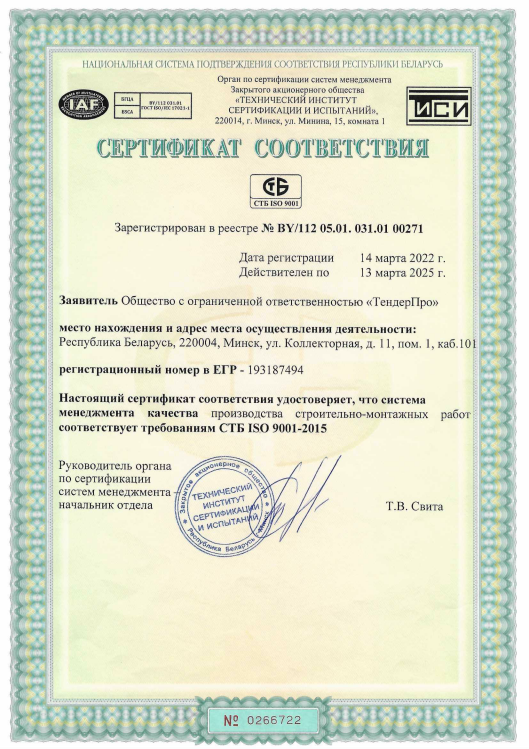 НАЦИОНАЛЬНАЯ СИСТЕМА ПОДТВЕРЖДЕНИЯ СООТВЕТСТВИЯ РЕСПУБЛИКИ БЕЛАРУСЬ
IAF
БГЦА
BSCA
BY/112 031.01
ГОСТ ISO/IEC 17021-1
Орган по сертификации систем менеджмента
Закрытого акционерного общества
«ТЕХНИЧЕСКИЙ ИНСТИТУТ
СЕРТИФИКАЦИИ И ИСПЫТАНИЙ»,
220014, г. Минск, ул. Минина, 15, комната 1
ТИСИ
СЕРТИФИКАТ СООТВЕТСТВИЯ
СТБ
СТБ ISO 9001
Зарегистрирован в реестре № BY/112 05.01. 031.01 00271
Дата регистрации 14 марта 2022 г.
Действителен по 13 марта 2025 г.
Заявитель Общество с ограниченной ответственностью «ТендерПро»
место нахождения и адрес места осуществления деятельности:
Республика Беларусь, 220004, Минск, ул. Коллекторная, д. 11, пом. 1, каб.101
регистрационный номер в ЕГР - 193187494
Настоящий сертификат соответствия удостоверяет, что система
менеджмента качества производства строительно-монтажных работ
соответствует требованиям СТБ ISO 9001-2015
Руководитель органа
по сертификации
систем менеджмента
начальник отдела
Закрытое акционерное общество
ТЕХНИЧЕСКИЙ
ИНСТИТУТ
СЕРТИФИКАЦИИ
И ИСПЫТАНИЙ
Республика Беларусь Минск
Т.В. Свита
№ 0266722